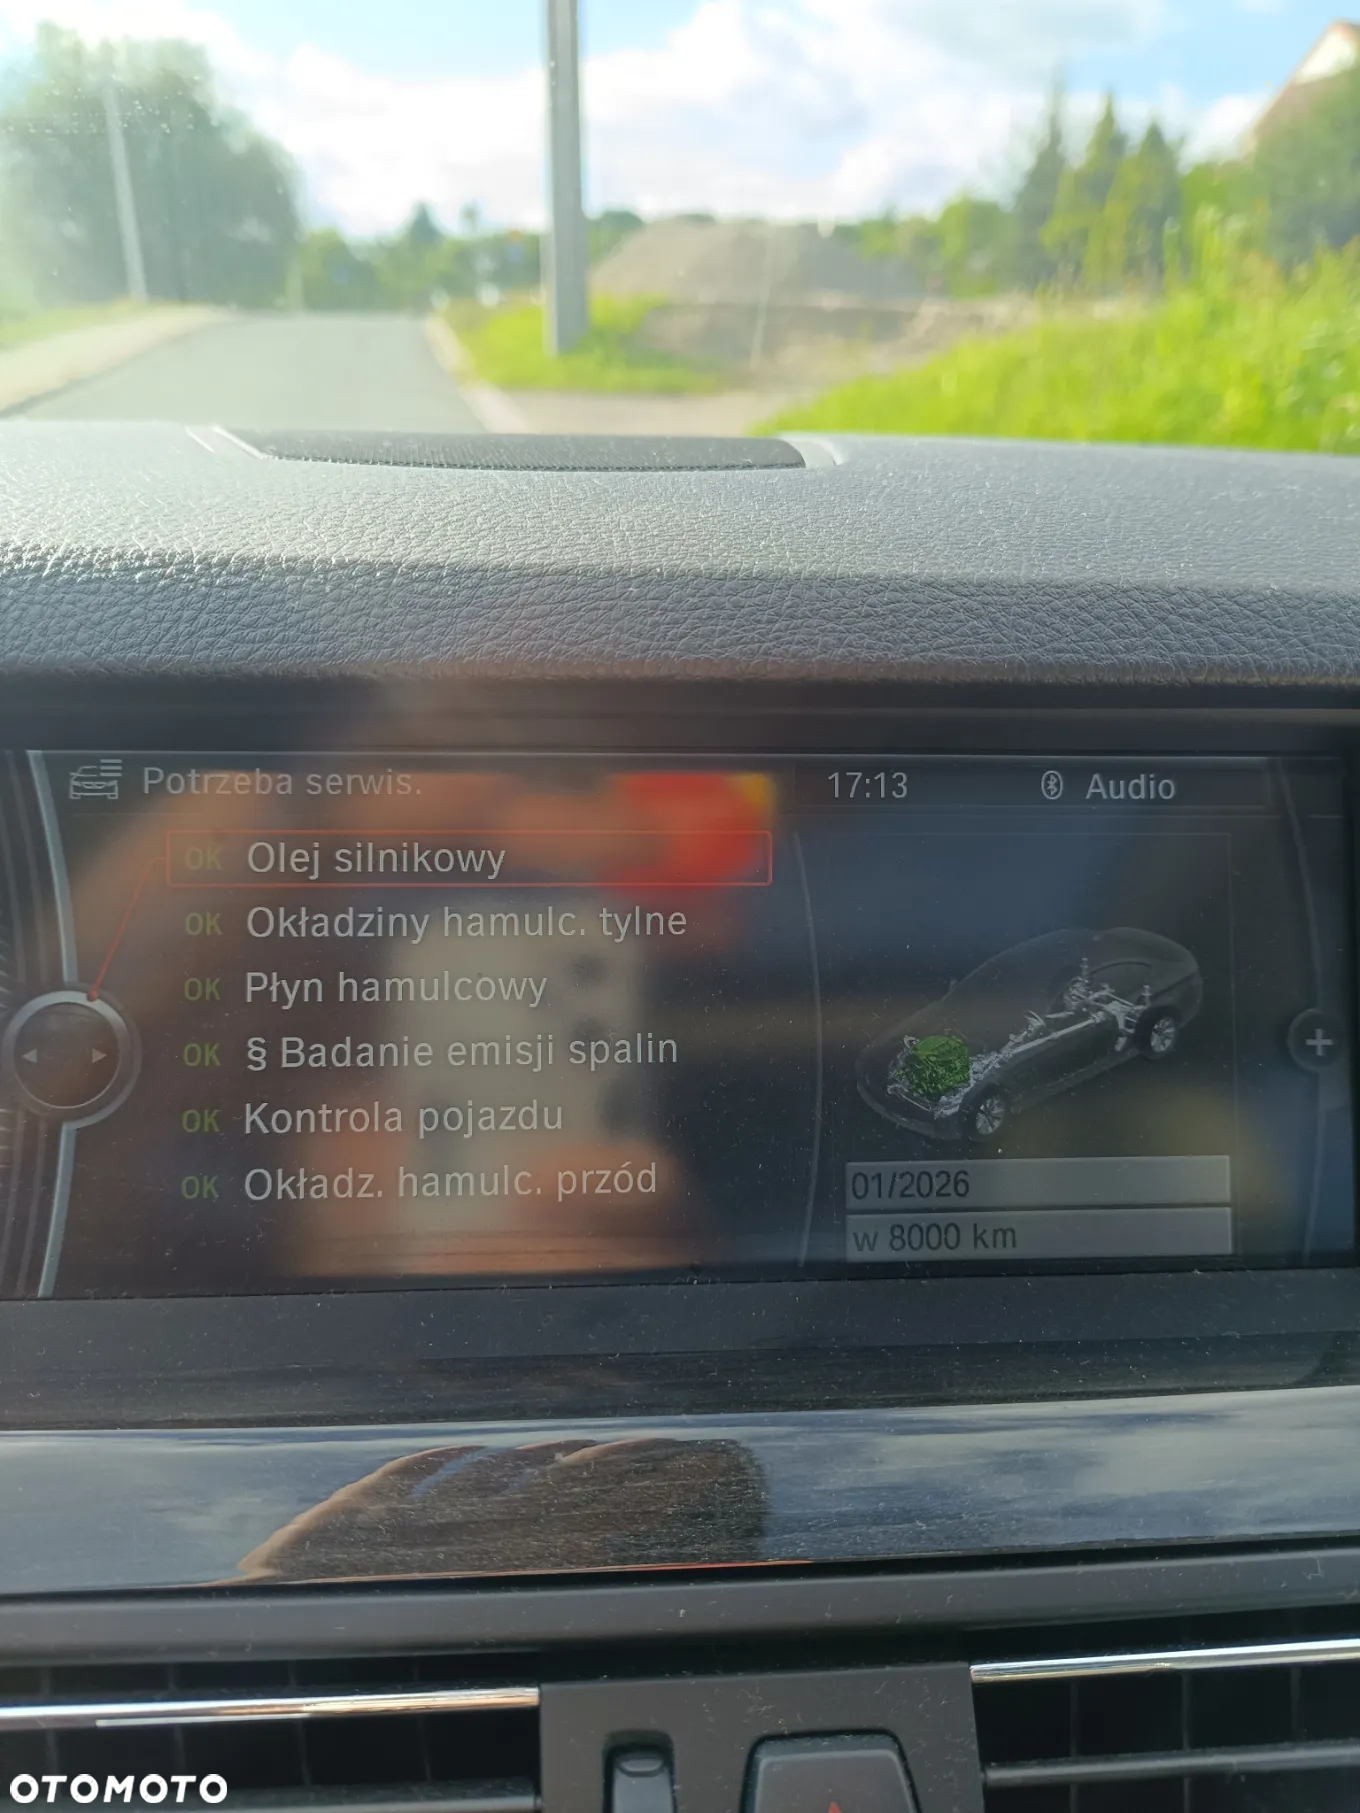 Potrzeba serwis.
17:13
Audio
OK Olej silnikowy
OK Okładziny hamulc. tylne
OK Płyn hamulcowy
OK § Badanie emisji spalin
OK Kontrola pojazdu
OK Okładz. hamulc. przód
01/2026
w 8000 km
OTOMOTO